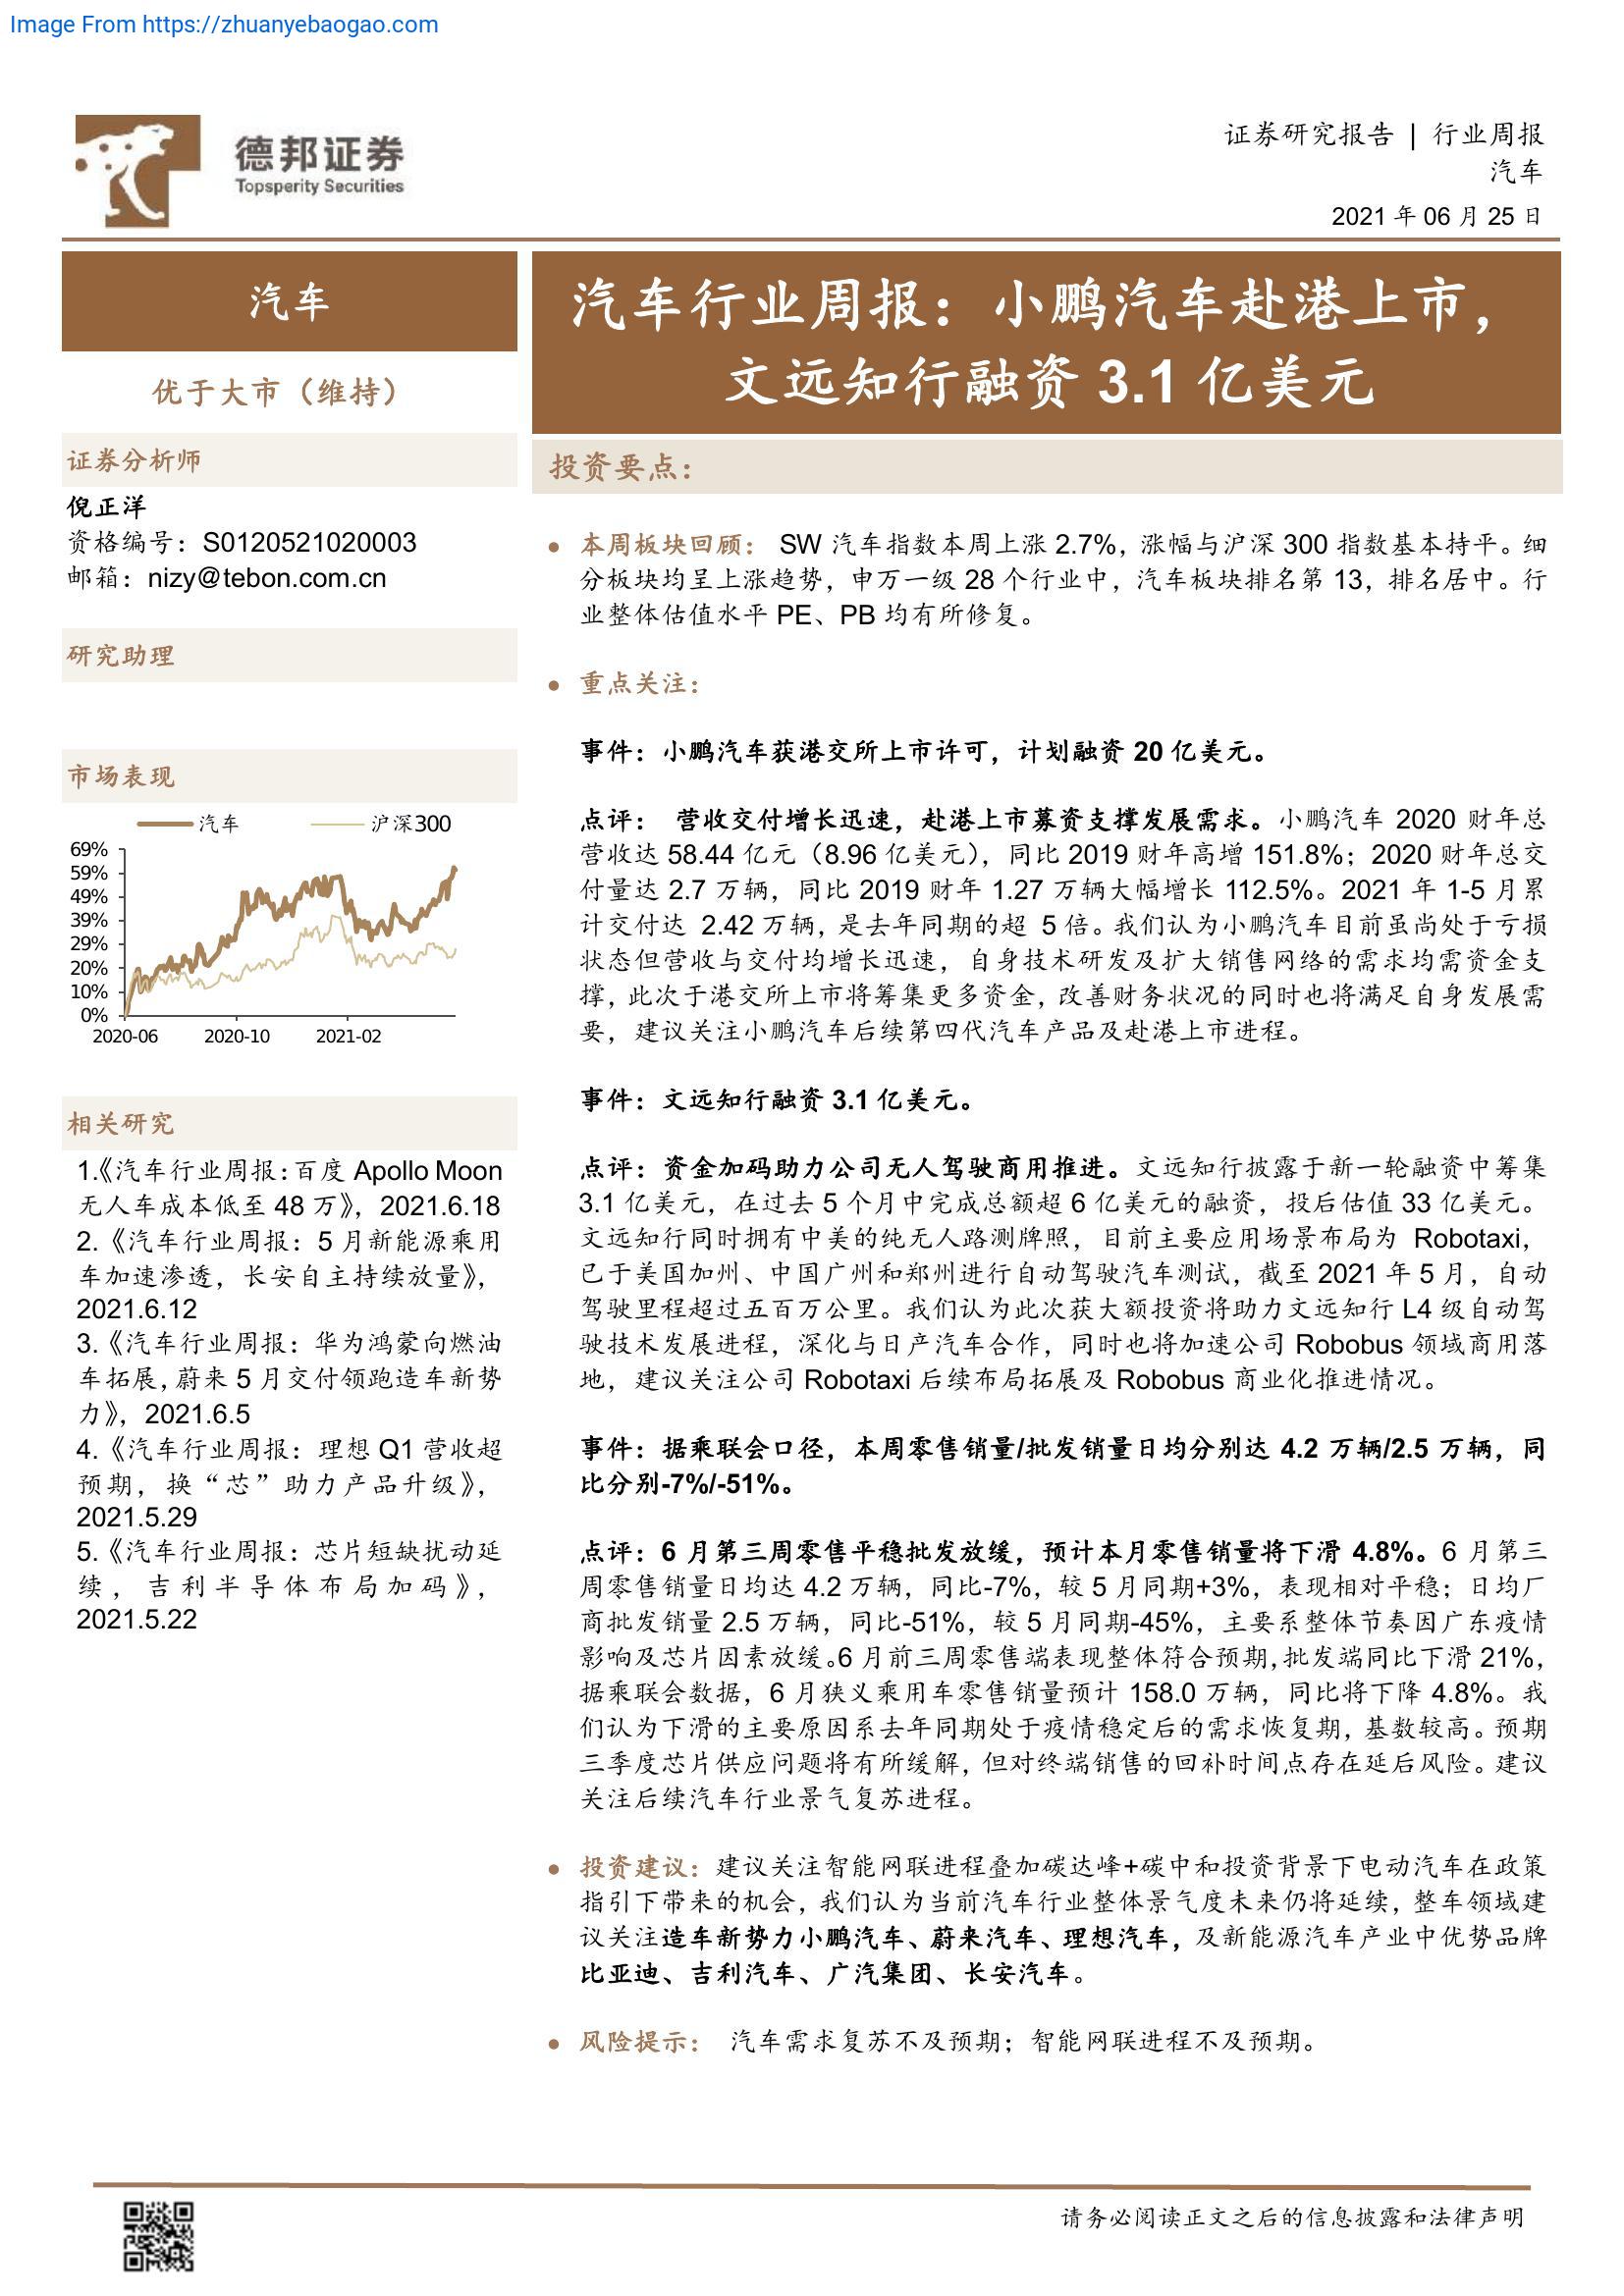 Image From https://zhuanyebaogao.com
德邦证券
Topsperity Securities
证券研究报告 | 行业周报
汽车
2021 年 06 月 25 日
汽车
优于大市（维持）
证券分析师
倪正洋
资格编号：S0120521020003
邮箱：nizy@tebon.com.cn
研究助理
市场表现
汽车 沪深300
69%
59%
49%
39%
29%
20%
10%
0%
2020-06 2020-10 2021-02
相关研究
1.《汽车行业周报：百度 Apollo Moon
无人车成本低至 48 万》，2021.6.18
2.《汽车行业周报：5 月新能源乘用
车加速渗透，长安自主持续放量》，
2021.6.12
3.《汽车行业周报：华为鸿蒙向燃油
车拓展，蔚来 5 月交付领跑造车新势
力》，2021.6.5
4.《汽车行业周报：理想 Q1 营收超
预期，换“芯”助力产品升级》，
2021.5.29
5.《汽车行业周报：芯片短缺扰动延
续，吉利半导体布局加码》，
2021.5.22
汽车行业周报：小鹏汽车赴港上市，
文远知行融资 3.1 亿美元
投资要点：
● 本周板块回顾： SW 汽车指数本周上涨 2.7%，涨幅与沪深 300 指数基本持平。细
分板块均呈上涨趋势，申万一级 28 个行业中，汽车板块排名第 13，排名居中。行
业整体估值水平 PE、PB 均有所修复。
● 重点关注：
事件：小鹏汽车获港交所上市许可，计划融资 20 亿美元。
点评： 营收交付增长迅速，赴港上市募资支撑发展需求。小鹏汽车 2020 财年总
营收达 58.44 亿元（8.96 亿美元），同比 2019 财年高增 151.8%；2020 财年总交
付量达 2.7 万辆，同比 2019 财年 1.27 万辆大幅增长 112.5%。2021 年 1-5 月累
计交付达 2.42 万辆，是去年同期的超 5 倍。我们认为小鹏汽车目前虽尚处于亏损
状态但营收与交付均增长迅速，自身技术研发及扩大销售网络的需求均需资金支
撑，此次于港交所上市将筹集更多资金，改善财务状况的同时也将满足自身发展需
要，建议关注小鹏汽车后续第四代汽车产品及赴港上市进程。
事件：文远知行融资 3.1 亿美元。
点评：资金加码助力公司无人驾驶商用推进。文远知行披露于新一轮融资中筹集
3.1 亿美元，在过去 5 个月中完成总额超 6 亿美元的融资，投后估值 33 亿美元。
文远知行同时拥有中美的纯无人路测牌照，目前主要应用场景布局为 Robotaxi，
已于美国加州、中国广州和郑州进行自动驾驶汽车测试，截至 2021 年 5 月，自动
驾驶里程超过五百万公里。我们认为此次获大额投资将助力文远知行 L4 级自动驾
驶技术发展进程，深化与日产汽车合作，同时也将加速公司 Robobus 领域商用落
地，建议关注公司 Robotaxi 后续布局拓展及 Robobus 商业化推进情况。
事件：据乘联会口径，本周零售销量/批发销量日均分别达 4.2 万辆/2.5 万辆，同
比分别-7%/-51%。
点评：6 月第三周零售平稳批发放缓，预计本月零售销量将下滑 4.8%。6 月第三
周零售销量日均达 4.2 万辆，同比-7%，较 5 月同期+3%，表现相对平稳；日均厂
商批发销量 2.5 万辆，同比-51%，较 5 月同期-45%，主要系整体节奏因广东疫情
影响及芯片因素放缓。6 月前三周零售端表现整体符合预期，批发端同比下滑 21%，
据乘联会数据，6 月狭义乘用车零售销量预计 158.0 万辆，同比将下降 4.8%。我
们认为下滑的主要原因系去年同期处于疫情稳定后的需求恢复期，基数较高。预期
三季度芯片供应问题将有所缓解，但对终端销售的回补时间点存在延后风险。建议
关注后续汽车行业景气复苏进程。
● 投资建议：建议关注智能网联进程叠加碳达峰+碳中和投资背景下电动汽车在政策
指引下带来的机会，我们认为当前汽车行业整体景气度未来仍将延续，整车领域建
议关注造车新势力小鹏汽车、蔚来汽车、理想汽车，及新能源汽车产业中优势品牌
比亚迪、吉利汽车、广汽集团、长安汽车。
● 风险提示： 汽车需求复苏不及预期；智能网联进程不及预期。
请务必阅读正文之后的信息披露和法律声明